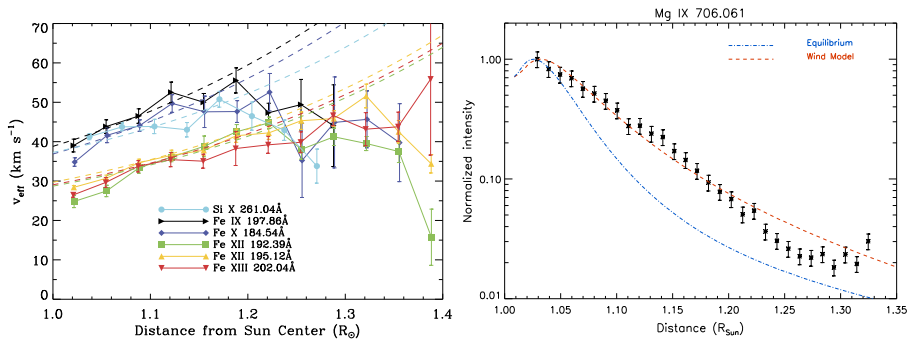 70
60
50
40
30
20
10
0
v_eff (km s⁻¹)
Si X 261.04Å
Fe IX 197.86Å
Fe X 184.54Å
Fe XII 192.39Å
Fe XII 195.12Å
Fe XIII 202.04Å
1.0 1.1 1.2 1.3 1.4
Distance from Sun Center (R☉)
Mg IX 706.061
Equilibrium
Wind Model
1.00
0.10
0.01
Normalized intensity
1.00 1.05 1.10 1.15 1.20 1.25 1.30 1.35
Distance (R_Sun)